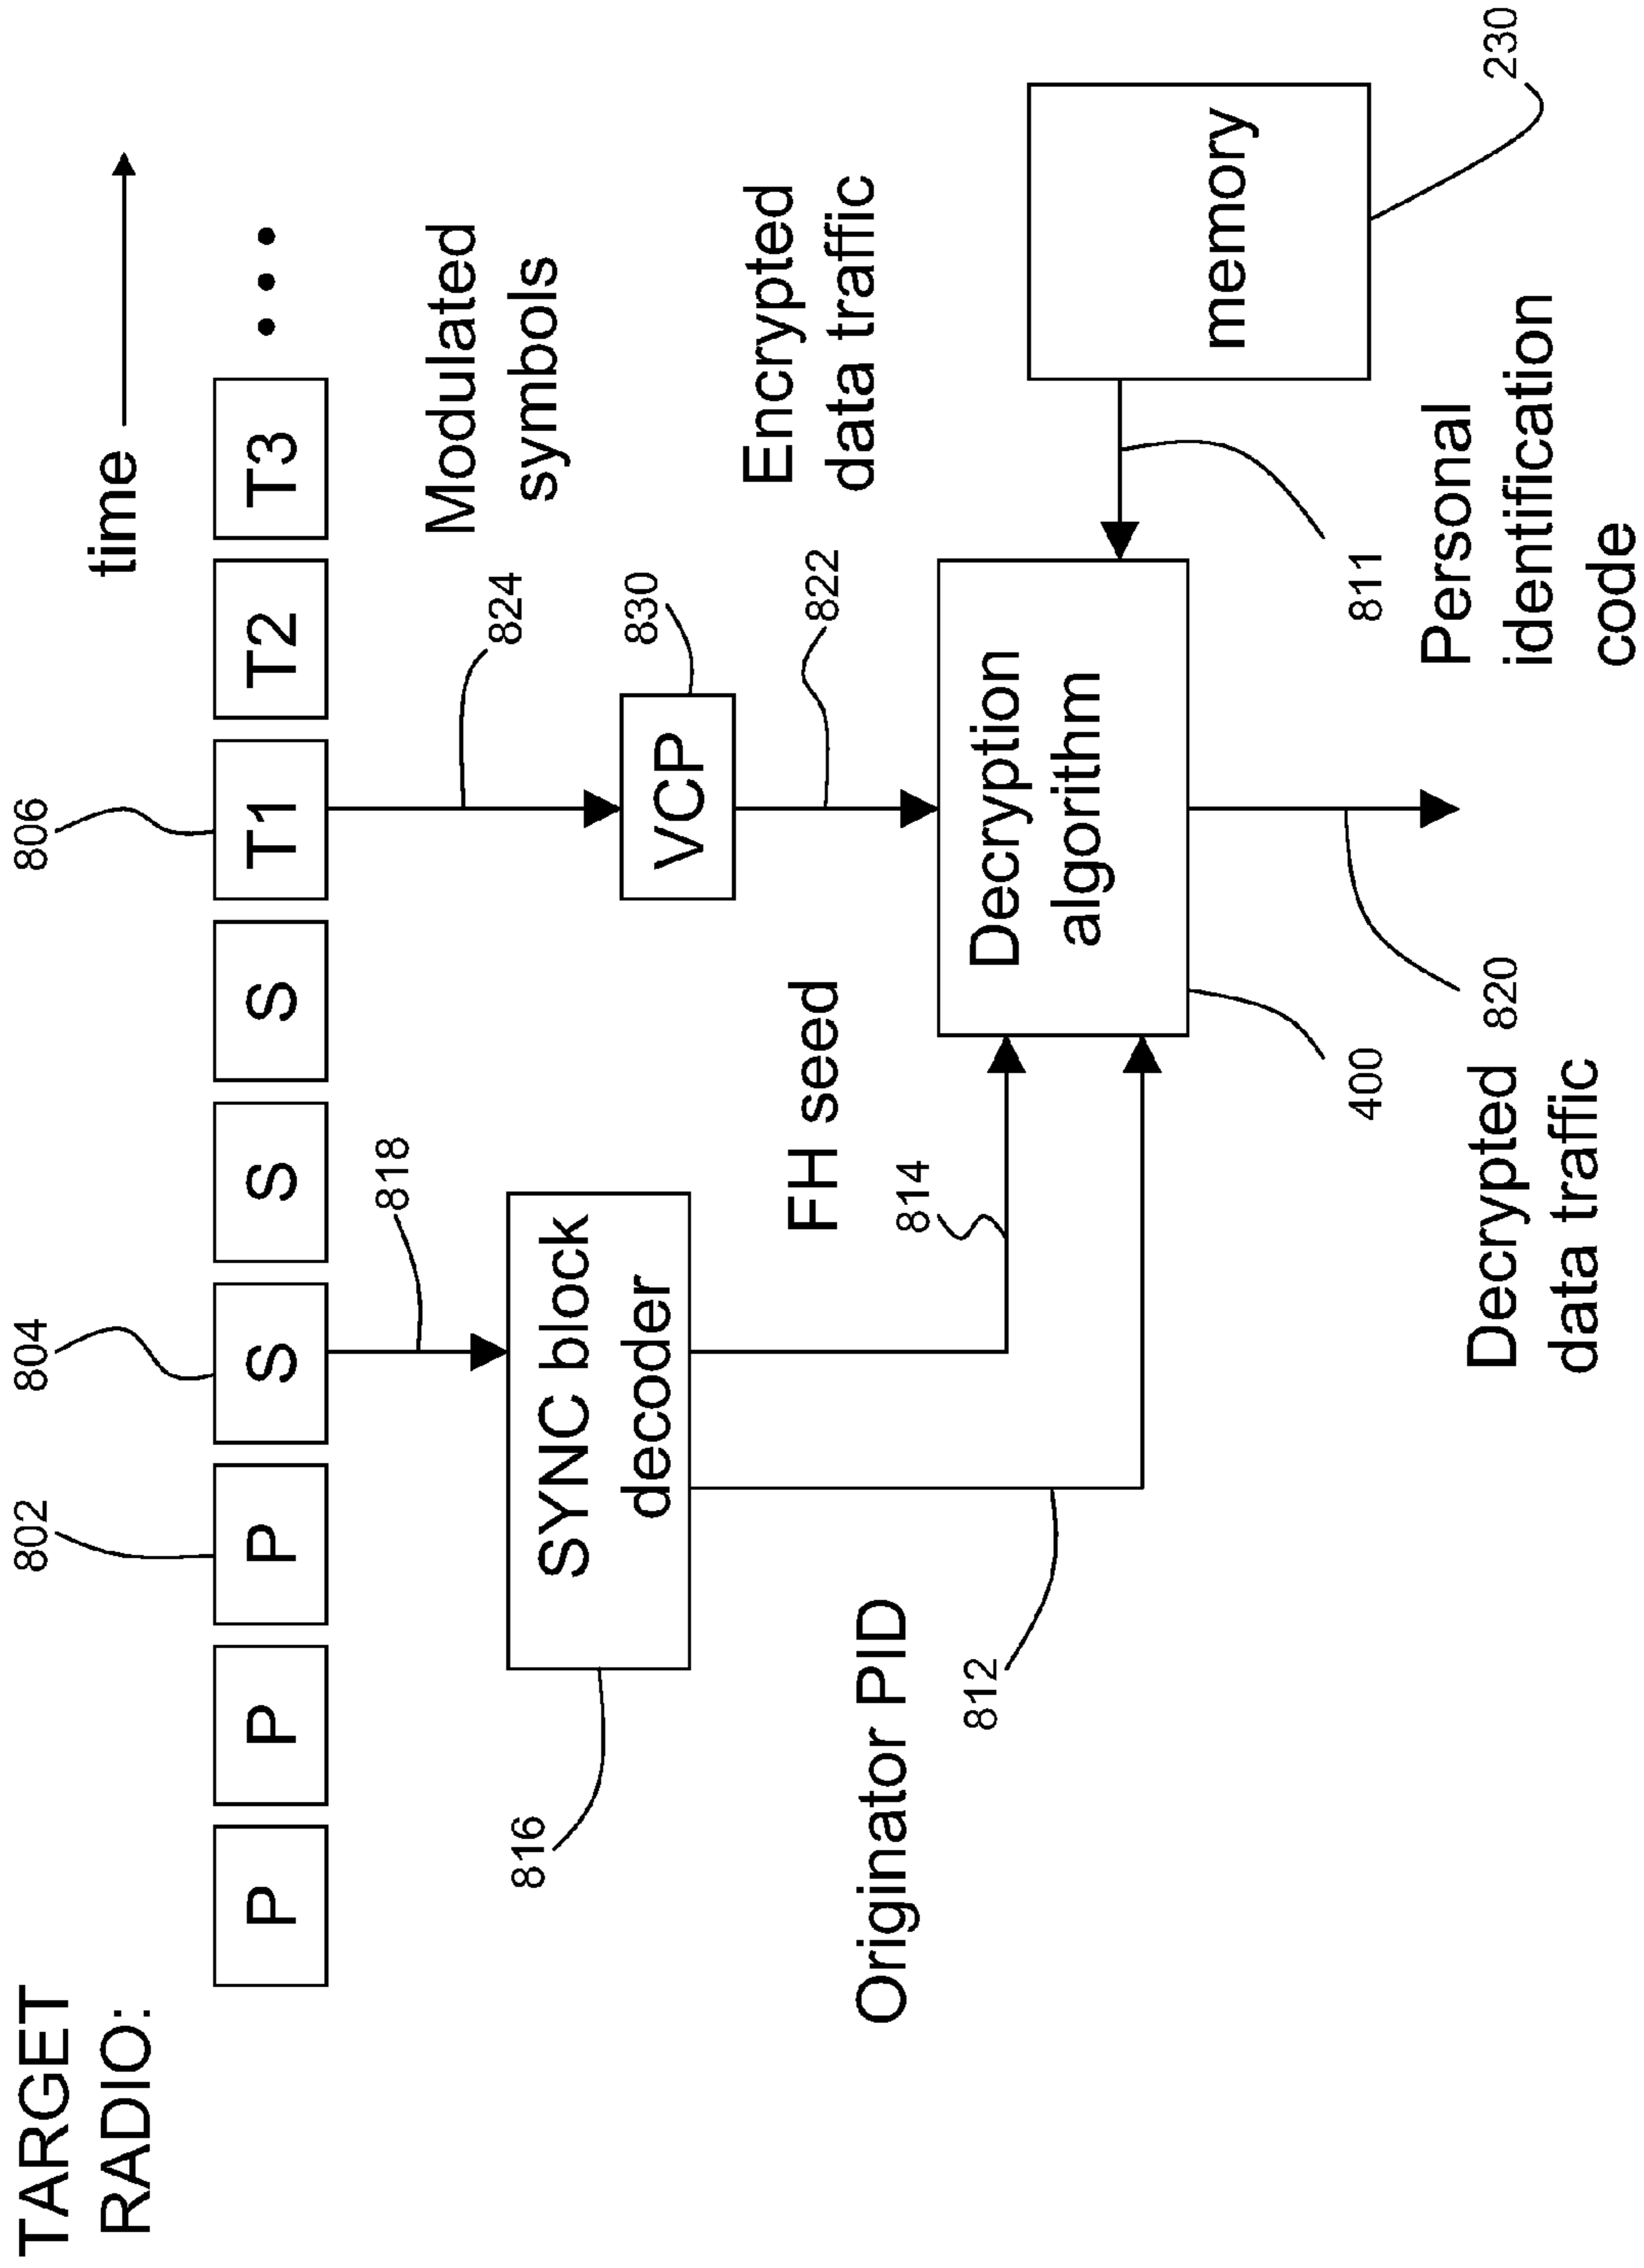 TARGET
RADIO:
time
802
804
806
P
P
P
S
S
S
T1
T2
T3
818
824
Modulated
symbols
816
SYNC block
decoder
VCP
830
822
Encrypted
data traffic
Originator PID
812
FH seed
814
Decryption
algorithm
400
memory
230
811
Personal
identification
code
820
Decrypted
data traffic